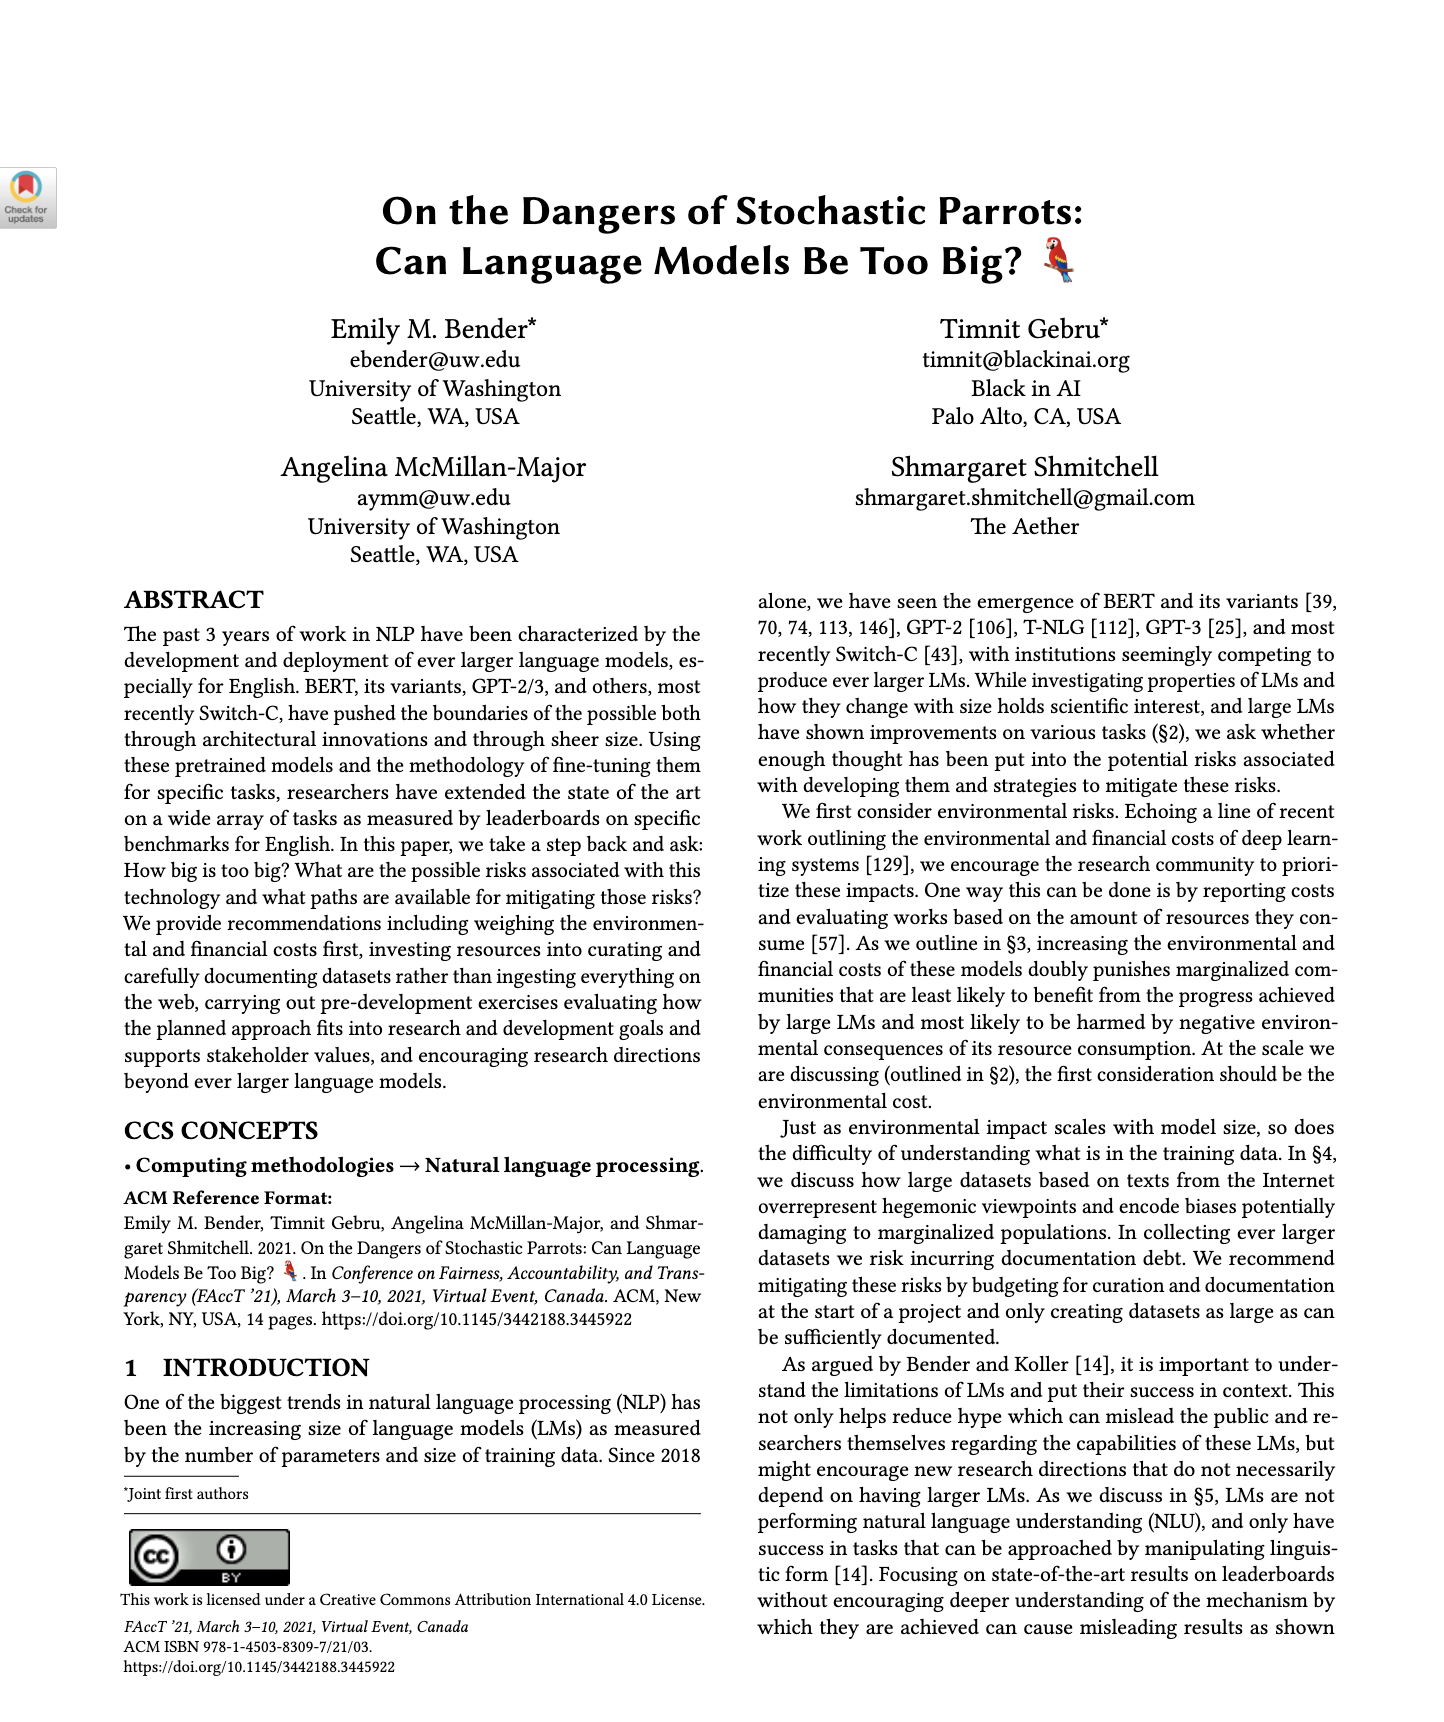 Check for
updates
On the Dangers of Stochastic Parrots:
Can Language Models Be Too Big? 🦜
Emily M. Bender*
ebender@uw.edu
University of Washington
Seattle, WA, USA
Timnit Gebru*
timnit@blackinai.org
Black in AI
Palo Alto, CA, USA
Angelina McMillan-Major
aymm@uw.edu
University of Washington
Seattle, WA, USA
Shmargaret Shmitchell
shmargaret.shmitchell@gmail.com
The Aether
ABSTRACT
The past 3 years of work in NLP have been characterized by the
development and deployment of ever larger language models, es-
pecially for English. BERT, its variants, GPT-2/3, and others, most
recently Switch-C, have pushed the boundaries of the possible both
through architectural innovations and through sheer size. Using
these pretrained models and the methodology of fine-tuning them
for specific tasks, researchers have extended the state of the art
on a wide array of tasks as measured by leaderboards on specific
benchmarks for English. In this paper, we take a step back and ask:
How big is too big? What are the possible risks associated with this
technology and what paths are available for mitigating those risks?
We provide recommendations including weighing the environmen-
tal and financial costs first, investing resources into curating and
carefully documenting datasets rather than ingesting everything on
the web, carrying out pre-development exercises evaluating how
the planned approach fits into research and development goals and
supports stakeholder values, and encouraging research directions
beyond ever larger language models.
CCS CONCEPTS
• Computing methodologies → Natural language processing.
ACM Reference Format:
Emily M. Bender, Timnit Gebru, Angelina McMillan-Major, and Shmar-
garet Shmitchell. 2021. On the Dangers of Stochastic Parrots: Can Language
Models Be Too Big? 🦜 . In Conference on Fairness, Accountability, and Trans-
parency (FAccT ’21), March 3–10, 2021, Virtual Event, Canada. ACM, New
York, NY, USA, 14 pages. https://doi.org/10.1145/3442188.3445922
1 INTRODUCTION
One of the biggest trends in natural language processing (NLP) has
been the increasing size of language models (LMs) as measured
by the number of parameters and size of training data. Since 2018
*Joint first authors
cc BY
This work is licensed under a Creative Commons Attribution International 4.0 License.
FAccT ’21, March 3–10, 2021, Virtual Event, Canada
ACM ISBN 978-1-4503-8309-7/21/03.
https://doi.org/10.1145/3442188.3445922
alone, we have seen the emergence of BERT and its variants [39,
70, 74, 113, 146], GPT-2 [106], T-NLG [112], GPT-3 [25], and most
recently Switch-C [43], with institutions seemingly competing to
produce ever larger LMs. While investigating properties of LMs and
how they change with size holds scientific interest, and large LMs
have shown improvements on various tasks (§2), we ask whether
enough thought has been put into the potential risks associated
with developing them and strategies to mitigate these risks.
We first consider environmental risks. Echoing a line of recent
work outlining the environmental and financial costs of deep learn-
ing systems [129], we encourage the research community to priori-
tize these impacts. One way this can be done is by reporting costs
and evaluating works based on the amount of resources they con-
sume [57]. As we outline in §3, increasing the environmental and
financial costs of these models doubly punishes marginalized com-
munities that are least likely to benefit from the progress achieved
by large LMs and most likely to be harmed by negative environ-
mental consequences of its resource consumption. At the scale we
are discussing (outlined in §2), the first consideration should be the
environmental cost.
Just as environmental impact scales with model size, so does
the difficulty of understanding what is in the training data. In §4,
we discuss how large datasets based on texts from the Internet
overrepresent hegemonic viewpoints and encode biases potentially
damaging to marginalized populations. In collecting ever larger
datasets we risk incurring documentation debt. We recommend
mitigating these risks by budgeting for curation and documentation
at the start of a project and only creating datasets as large as can
be sufficiently documented.
As argued by Bender and Koller [14], it is important to under-
stand the limitations of LMs and put their success in context. This
not only helps reduce hype which can mislead the public and re-
searchers themselves regarding the capabilities of these LMs, but
might encourage new research directions that do not necessarily
depend on having larger LMs. As we discuss in §5, LMs are not
performing natural language understanding (NLU), and only have
success in tasks that can be approached by manipulating linguis-
tic form [14]. Focusing on state-of-the-art results on leaderboards
without encouraging deeper understanding of the mechanism by
which they are achieved can cause misleading results as shown